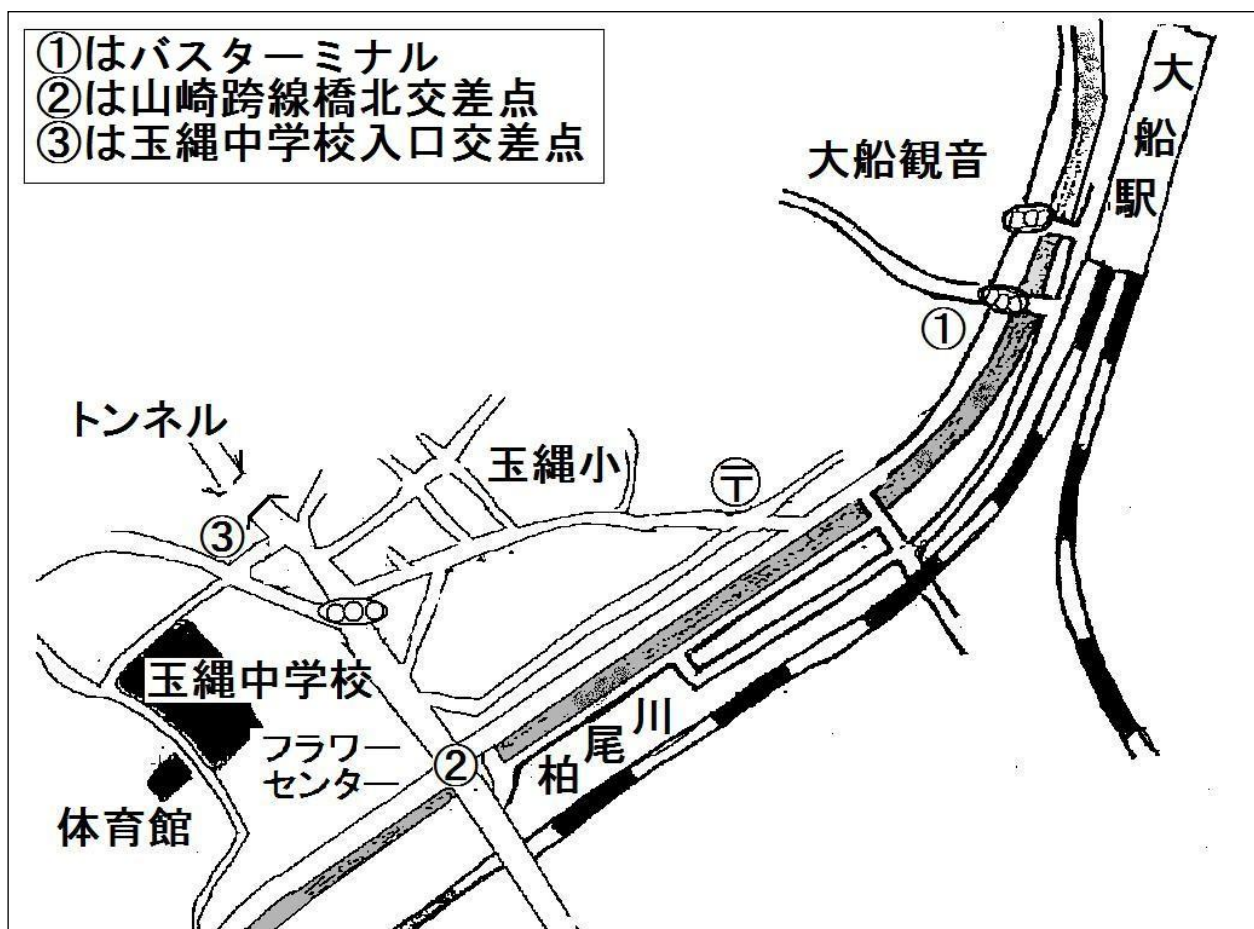 ①はバスターミナル
②は山崎跨線橋北交差点
③は玉縄中学校入口交差点
大船駅
大船観音
①
トンネル
玉縄小
〒
③
玉縄中学校
フラワー
センター
②
柏尾川
体育館